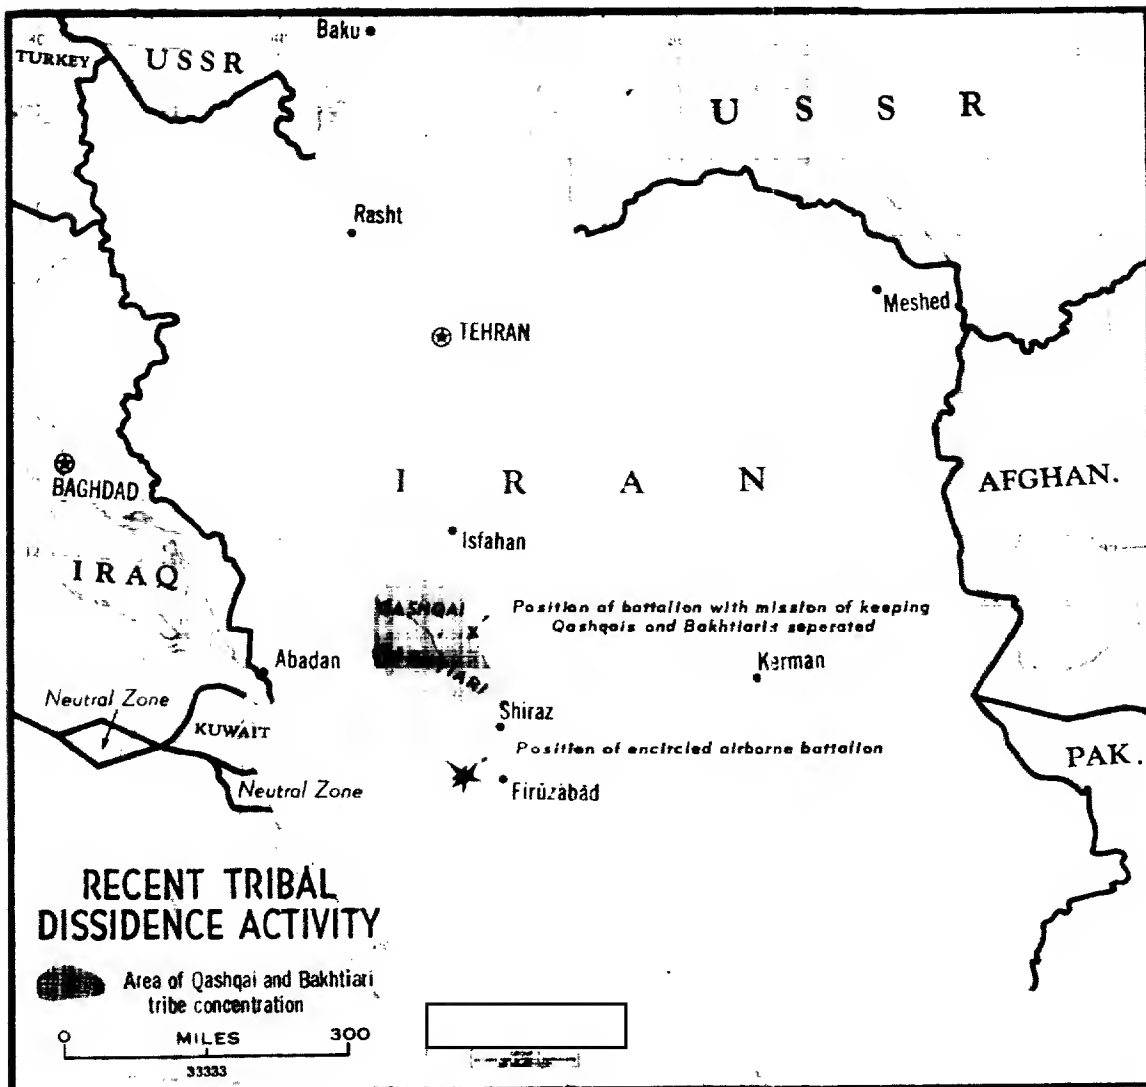 Baku
TURKEY
USSR
U S S R
Rasht
Meshed
TEHRAN
BAGHDAD
I R A N
AFGHAN.
Isfahan
IRAQ
QASHQAI
Position of battalion with mission of keeping
Qashqais and Bakhtiaris seperated
Abadan
Kerman
Neutral Zone
Shiraz
KUWAIT
Position of encircled airborne battalion
PAK.
Neutral Zone
Firūzābād
RECENT TRIBAL
DISSIDENCE ACTIVITY
Area of Qashqai and Bakhtiari
tribe concentration
0 MILES 300
33333